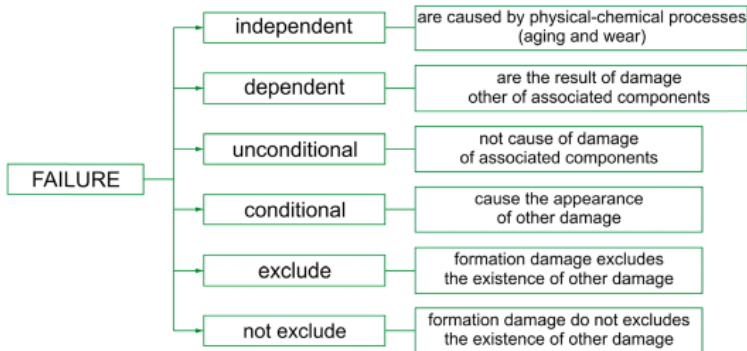 independent
are caused by physical-chemical processes
(aging and wear)
dependent
are the result of damage
other of associated components
unconditional
not cause of damage
of associated components
FAILURE
conditional
cause the appearance
of other damage
exclude
formation damage excludes
the existence of other damage
not exclude
formation damage do not excludes
the existence of other damage